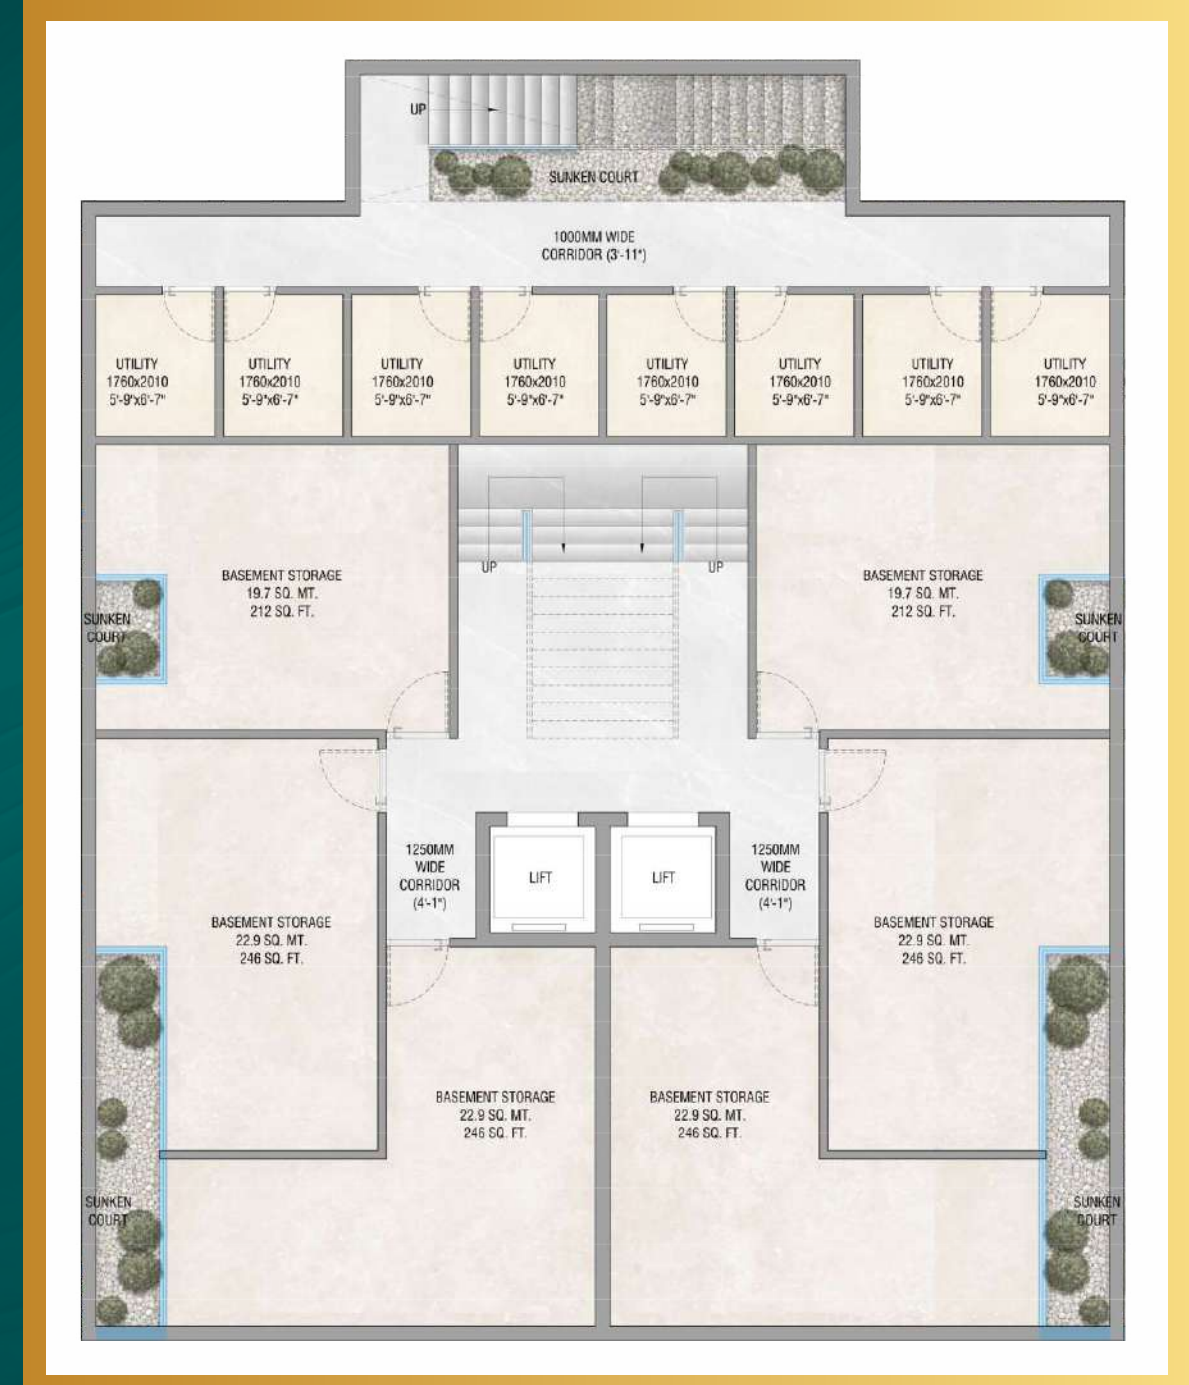 UP
SUNKEN COURT
1000MM WIDE
CORRIDOR (3'-11")
UTILITY
1760x2010
5'-9"x6'-7"
UTILITY
1760x2010
5'-9"x6'-7"
UTILITY
1760x2010
5'-9"x6'-7"
UTILITY
1760x2010
5'-9"x6'-7"
UTILITY
1760x2010
5'-9"x6'-7"
UTILITY
1760x2010
5'-9"x6'-7"
UTILITY
1760x2010
5'-9"x6'-7"
UTILITY
1760x2010
5'-9"x6'-7"
UP
UP
BASEMENT STORAGE
19.7 SQ. MT.
212 SQ. FT.
BASEMENT STORAGE
19.7 SQ. MT.
212 SQ. FT.
SUNKEN
COURT
SUNKEN
COURT
1250MM
WIDE
CORRIDOR
(4'-1")
LIFT
LIFT
1250MM
WIDE
CORRIDOR
(4'-1")
BASEMENT STORAGE
22.9 SQ. MT.
246 SQ. FT.
BASEMENT STORAGE
22.9 SQ. MT.
246 SQ. FT.
BASEMENT STORAGE
22.9 SQ. MT.
246 SQ. FT.
BASEMENT STORAGE
22.9 SQ. MT.
246 SQ. FT.
SUNKEN
COURT
SUNKEN
COURT